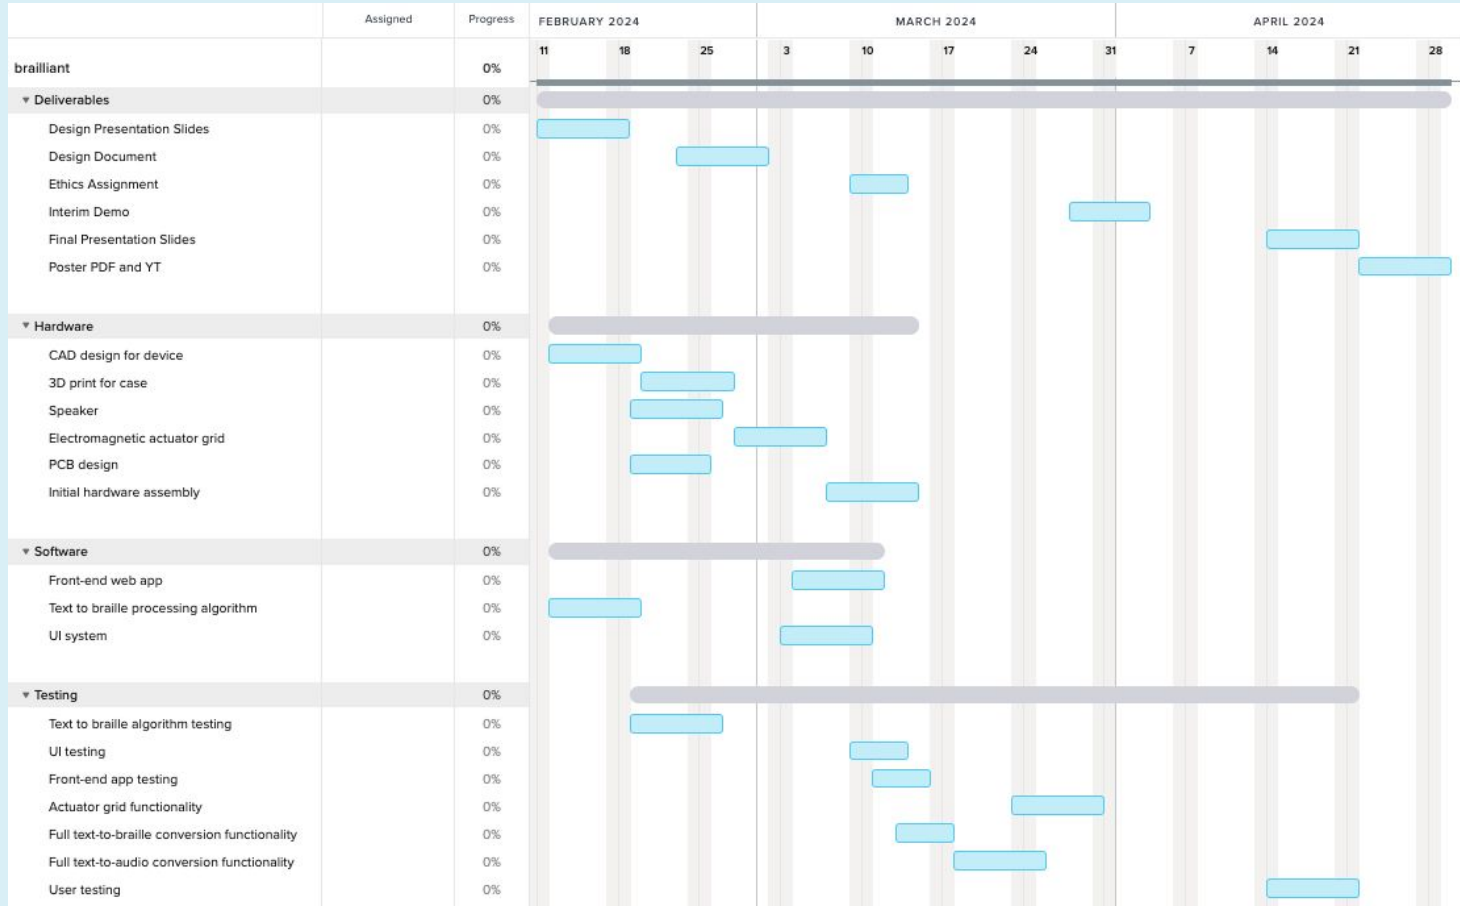 Assigned Progress FEBRUARY 2024 MARCH 2024 APRIL 2024
11 18 25 3 10 17 24 31 7 14 21 28
brailliant 0%
Deliverables 0%
Design Presentation Slides 0%
Design Document 0%
Ethics Assignment 0%
Interim Demo 0%
Final Presentation Slides 0%
Poster PDF and YT 0%
Hardware 0%
CAD design for device 0%
3D print for case 0%
Speaker 0%
Electromagnetic actuator grid 0%
PCB design 0%
Initial hardware assembly 0%
Software 0%
Front-end web app 0%
Text to braille processing algorithm 0%
UI system 0%
Testing 0%
Text to braille algorithm testing 0%
UI testing 0%
Front-end app testing 0%
Actuator grid functionality 0%
Full text-to-braille conversion functionality 0%
Full text-to-audio conversion functionality 0%
User testing 0%